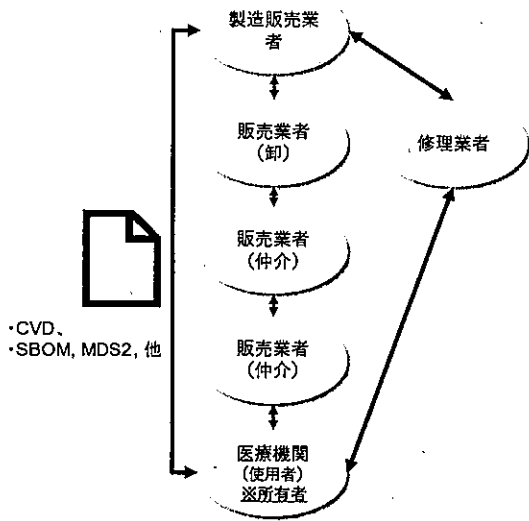 製造販売業
者
販売業者
(卸)
修理業者
販売業者
(仲介)
・CVD、
・SBOM, MDS2, 他
販売業者
(仲介)
医療機関
(使用者)
※所有者